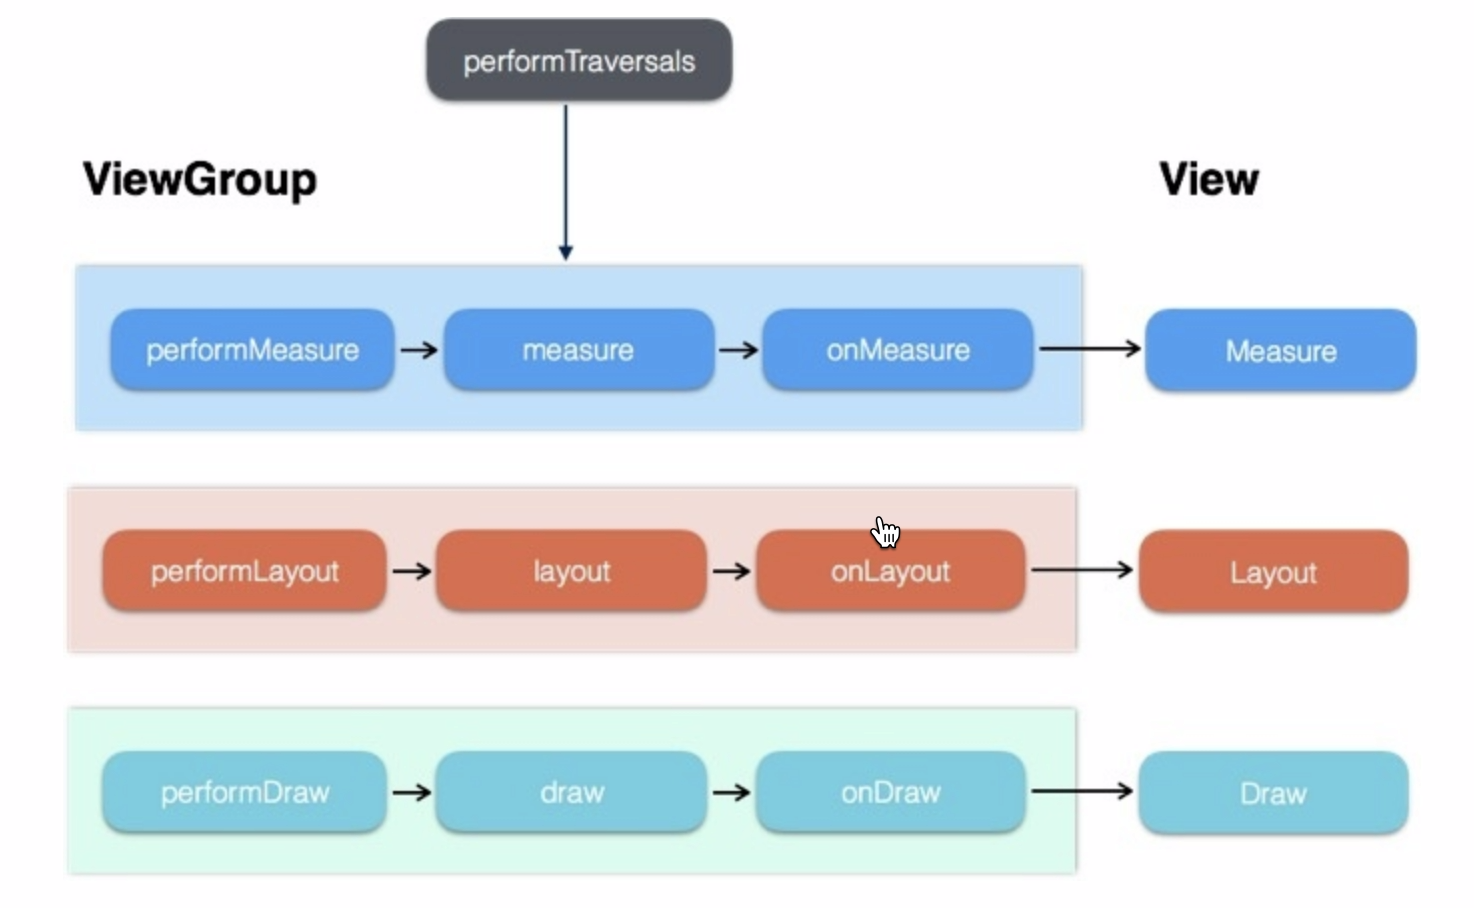 performTraversals
ViewGroup
View
performMeasure
measure
onMeasure
Measure
performLayout
layout
onLayout
Layout
performDraw
draw
onDraw
Draw